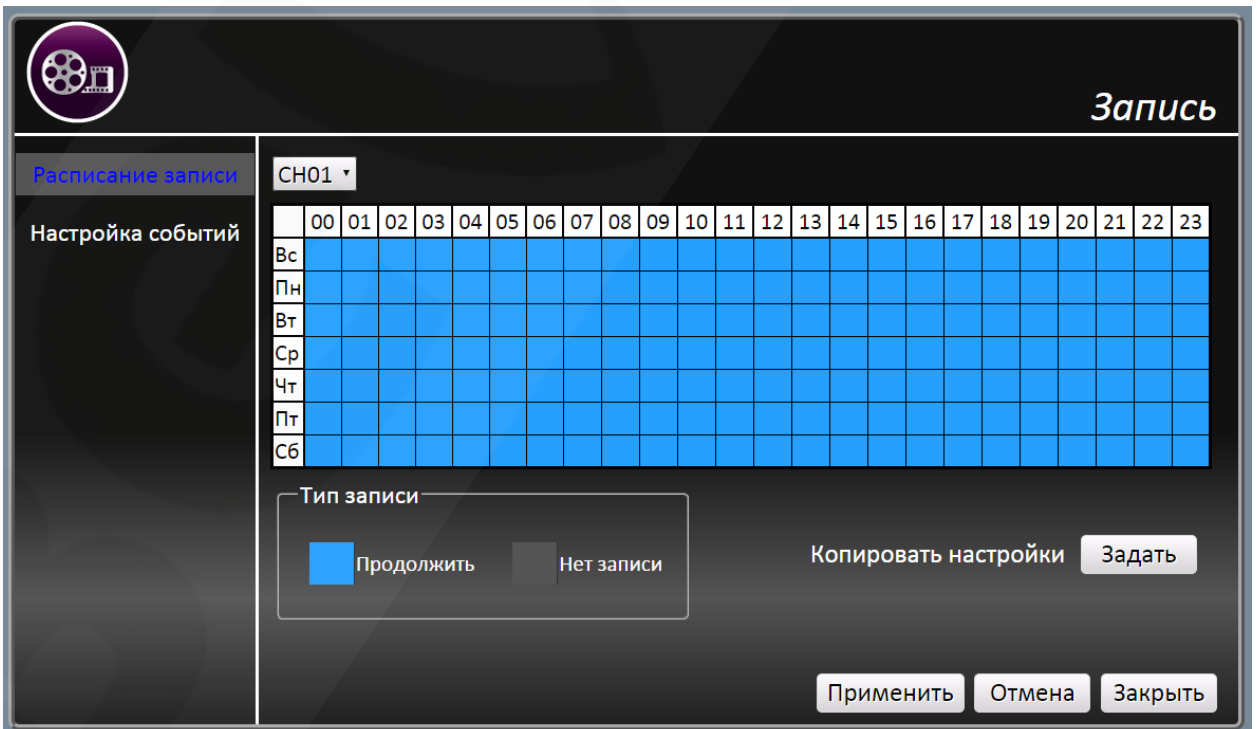 Запись
Расписание записи
Настройка событий
CH01
00 01 02 03 04 05 06 07 08 09 10 11 12 13 14 15 16 17 18 19 20 21 22 23
Вс
Пн
Вт
Ср
Чт
Пт
Сб
Тип записи
Продолжить Нет записи
Копировать настройки Задать
Применить Отмена Закрыть